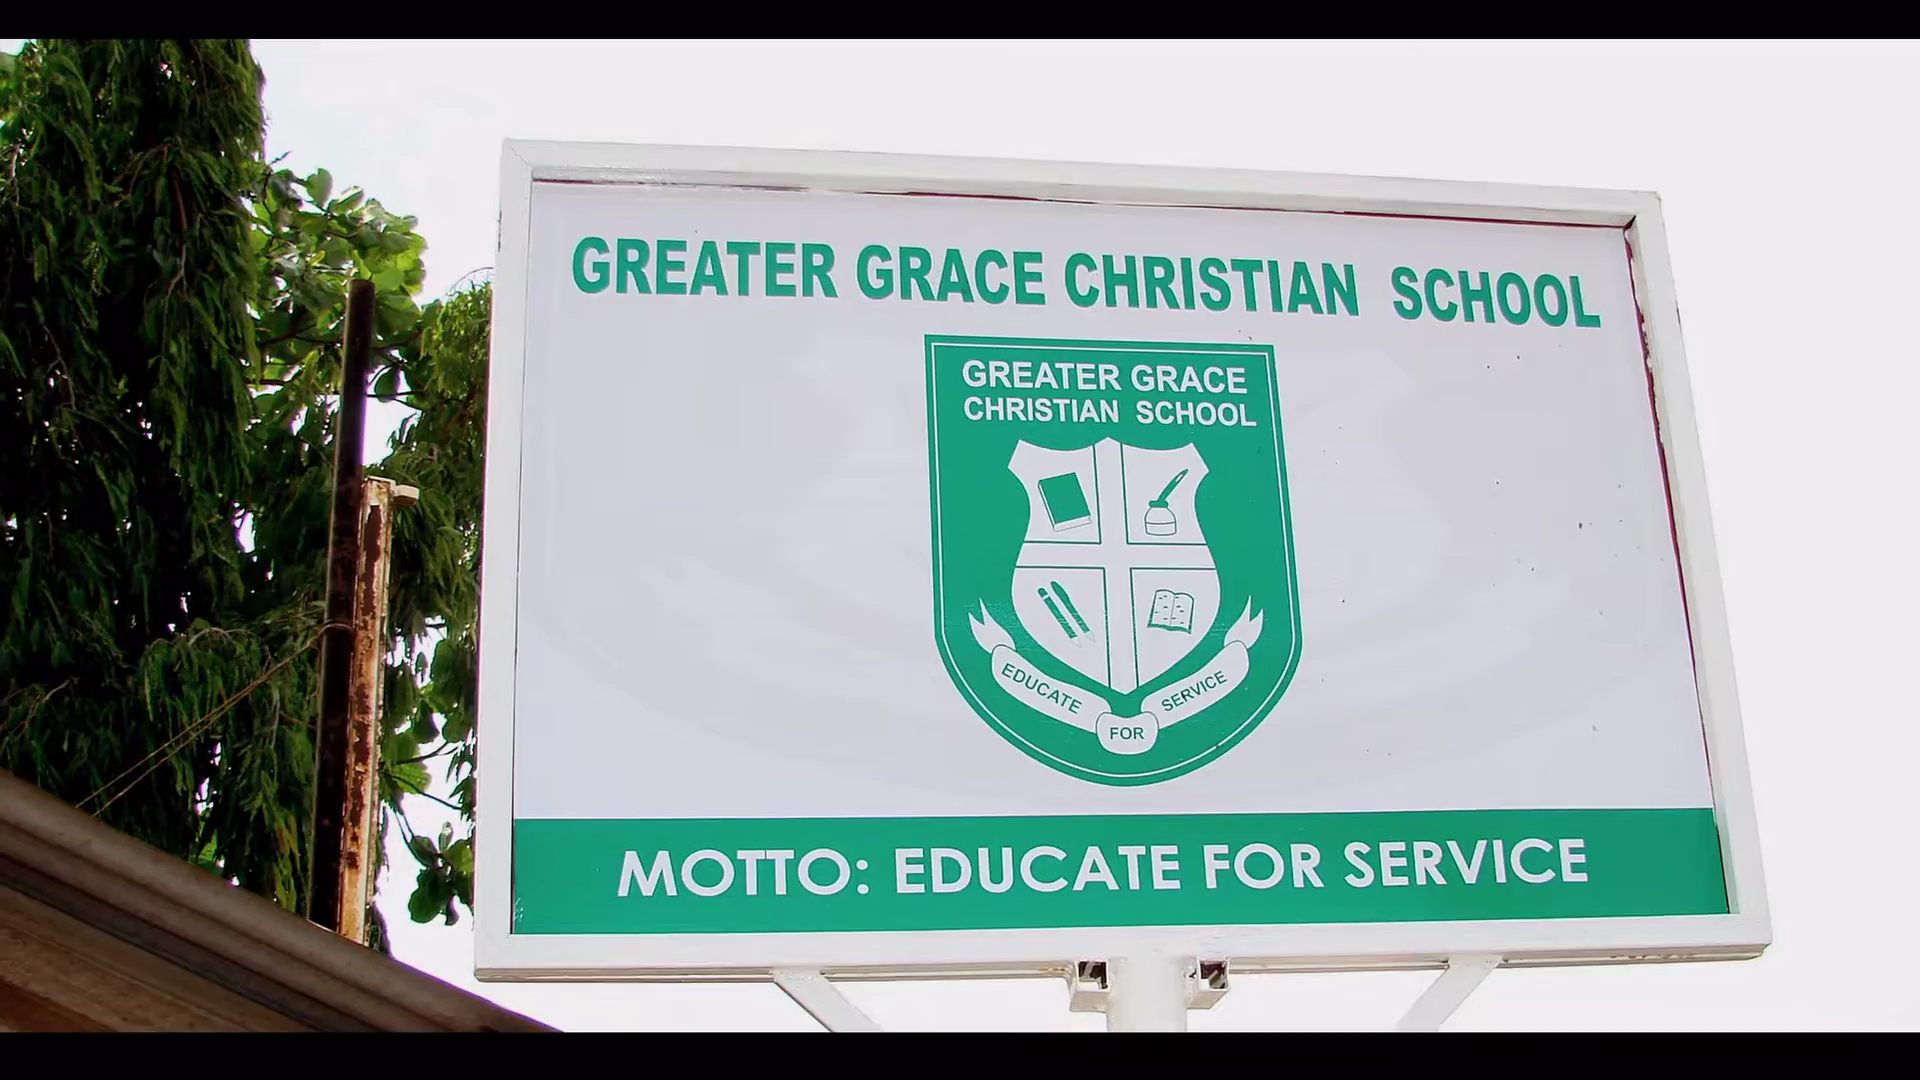 GREATER GRACE CHRISTIAN SCHOOL
GREATER GRACE
CHRISTIAN SCHOOL
EDUCATE FOR SERVICE
MOTTO: EDUCATE FOR SERVICE